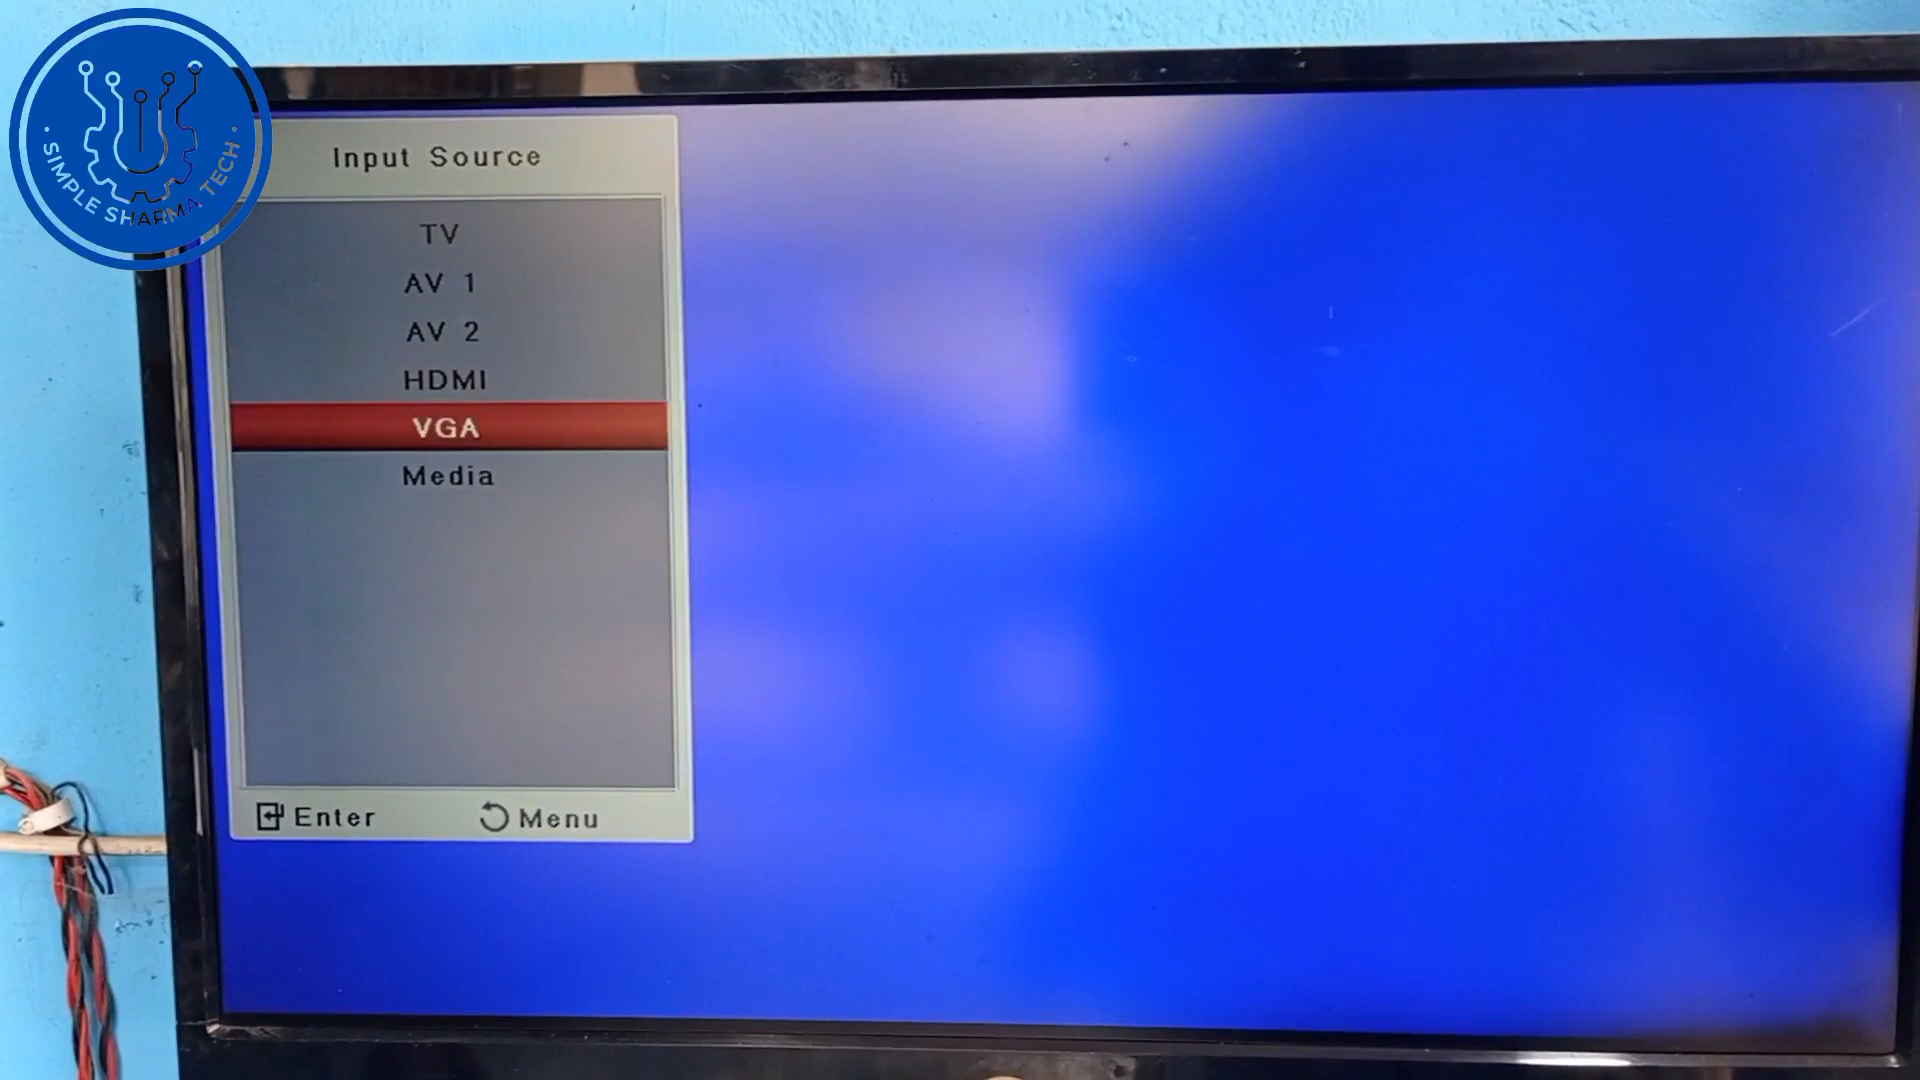 · SIMPLE SHARMA TECH ·
Input Source
TV
AV 1
AV 2
HDMI
VGA
Media
Enter
Menu